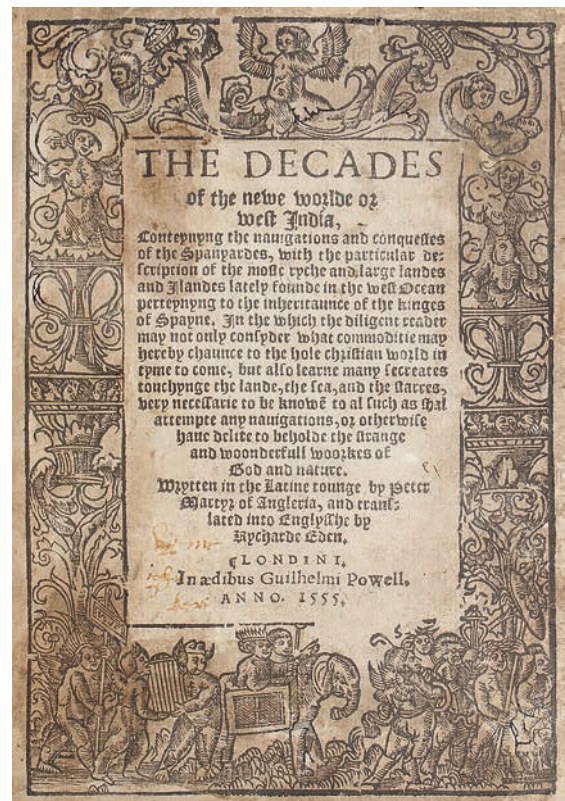 THE DECADES
of the newe worlde or
west India,
Conteynyng the nauigations and conquestes
of the Spanyardes, with the particular de-
scription of the moste ryche and large landes
and Ilandes lately founde in the west Ocean
perteynyng to the inheritaunce of the kinges
of Spayne. In the which the diligent reader
may not only consyder what commoditie may
hereby chaunce to the hole christian world in
tyme to come, but also learne many secreates
touchynge the lande, the sea, and the starres,
very necessarie to be knowẽ to al such as shal
attempte any nauigations, or otherwise
haue delite to beholde the strange
and woonderfull woorkes of
God and nature.
Wrytten in the Latine tounge by Peter
Martyr of Angleria, and trans-
lated into Englysshe by
Rycharde Eden.
¶LONDINI.
In ædibus Guilhelmi Powell.
ANNO. 1555.